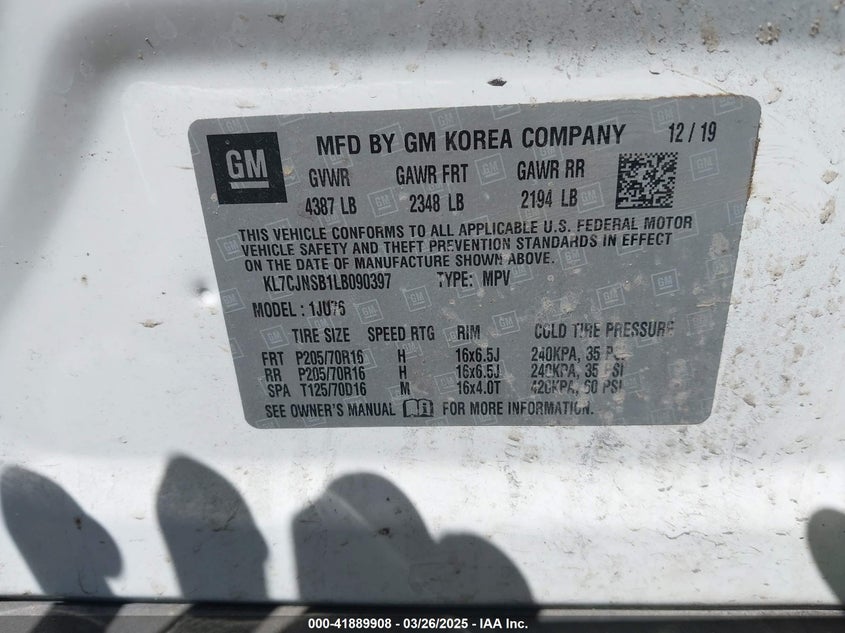 GM
MFD BY GM KOREA COMPANY 12 / 19
GVWR GAWR FRT GAWR RR
4387 LB 2348 LB 2194 LB
THIS VEHICLE CONFORMS TO ALL APPLICABLE U.S. FEDERAL MOTOR
VEHICLE SAFETY AND THEFT PREVENTION STANDARDS IN EFFECT
ON THE DATE OF MANUFACTURE SHOWN ABOVE.
KL7CJNSB1LB090397 TYPE: MPV
MODEL: 1JU76
TIRE SIZE SPEED RTG RIM COLD TIRE PRESSURE
FRT P205/70R16 H 16x6.5J 240KPA, 35 PSI
RR P205/70R16 H 16x6.5J 240KPA, 35 PSI
SPA T125/70D16 M 16x4.0T 420KPA, 60 PSI
SEE OWNER'S MANUAL FOR MORE INFORMATION.
000-41889908 - 03/26/2025 - IAA Inc.